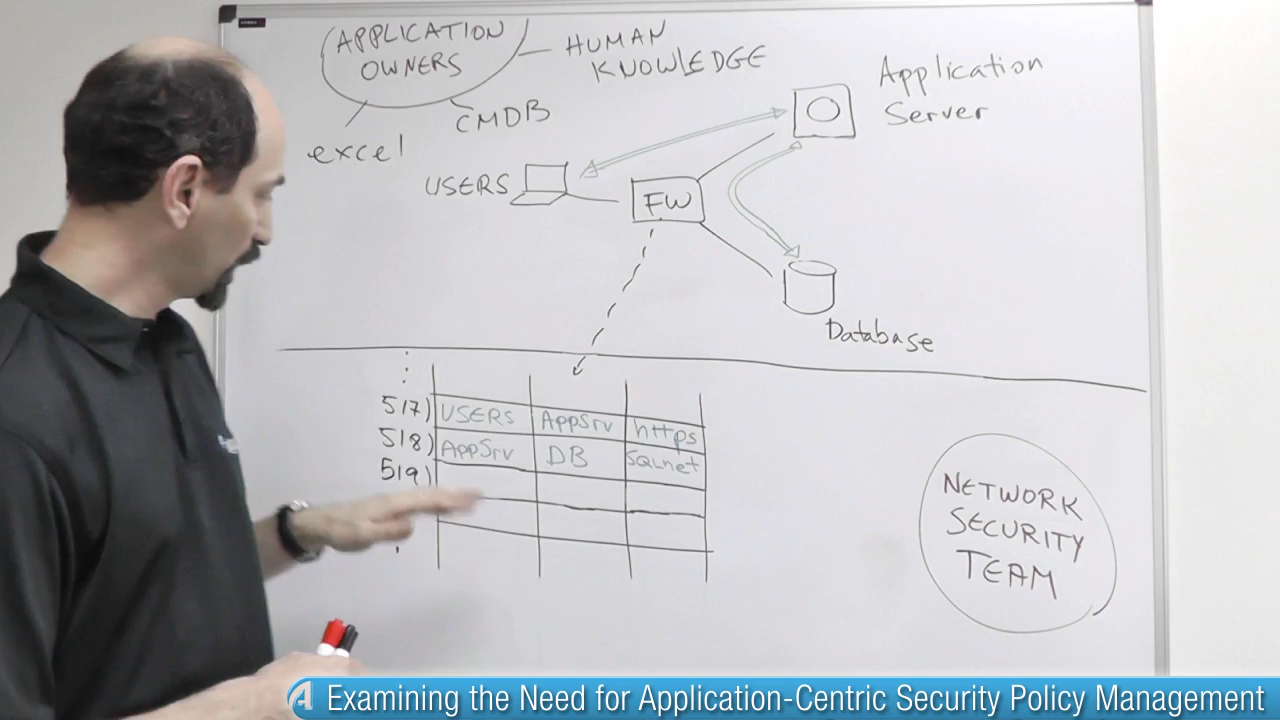 APPLICATION
OWNERS
HUMAN
KNOWLEDGE
CMDB
excel
Application
Server
USERS
FW
Database
517) USERS AppSrv https
518) AppSrv DB SQLnet
519)
NETWORK
SECURITY
TEAM
Examining the Need for Application-Centric Security Policy Management